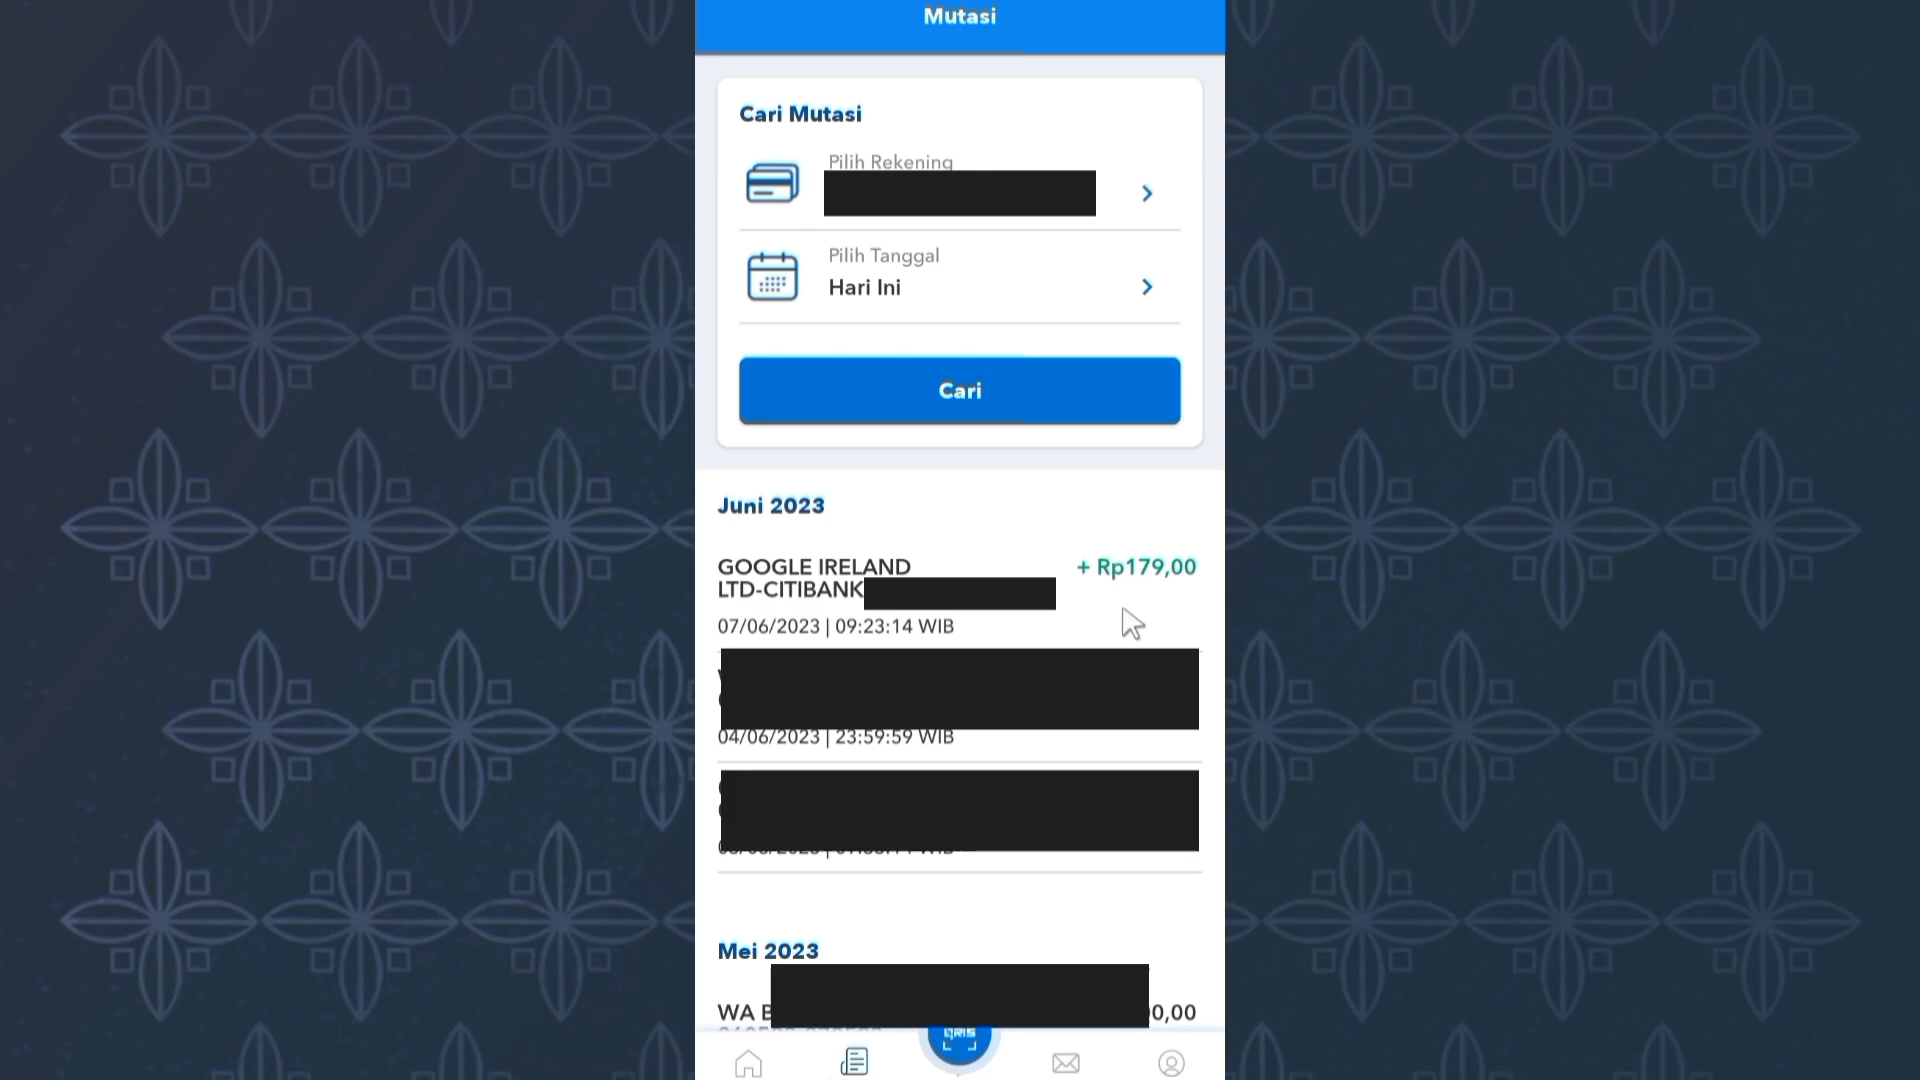 Mutasi
Cari Mutasi
Pilih Rekening
Pilih Tanggal
Hari Ini
Cari
Juni 2023
GOOGLE IRELAND
+ Rp179,00
LTD-CITIBANK
07/06/2023 | 09:23:14 WIB
04/06/2023 | 23:59:59 WIB
Mei 2023
WA B
0,00
QRIS